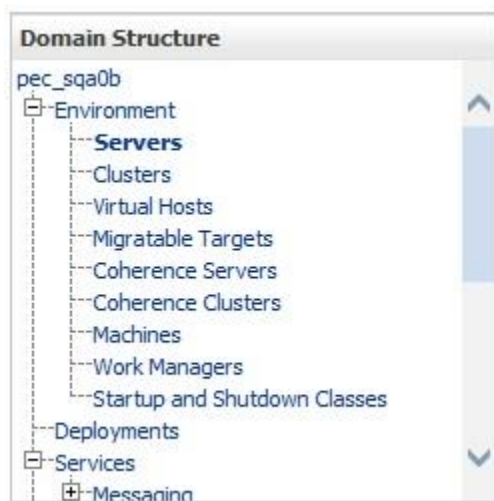 Domain Structure
pec_sqa0b
Environment
Servers
Clusters
Virtual Hosts
Migratable Targets
Coherence Servers
Coherence Clusters
Machines
Work Managers
Startup and Shutdown Classes
Deployments
Services
Messaging